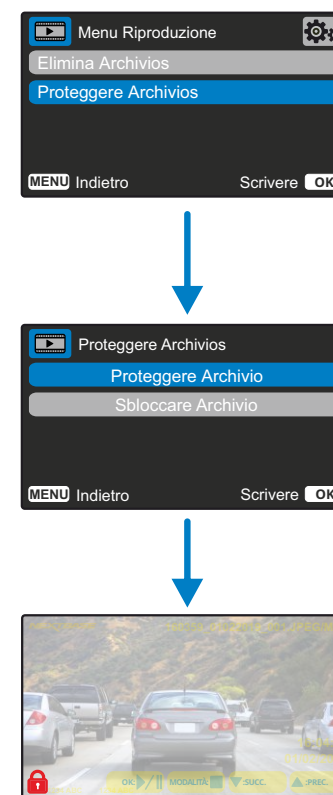 Menu Riproduzione
Elimina Archivios
Proteggere Archivios
MENU Indietro Scrivere OK
Proteggere Archivios
Proteggere Archivio
Sbloccare Archivio
MENU Indietro Scrivere OK
OK: MODALITÀ: :SUCC. :PREC.